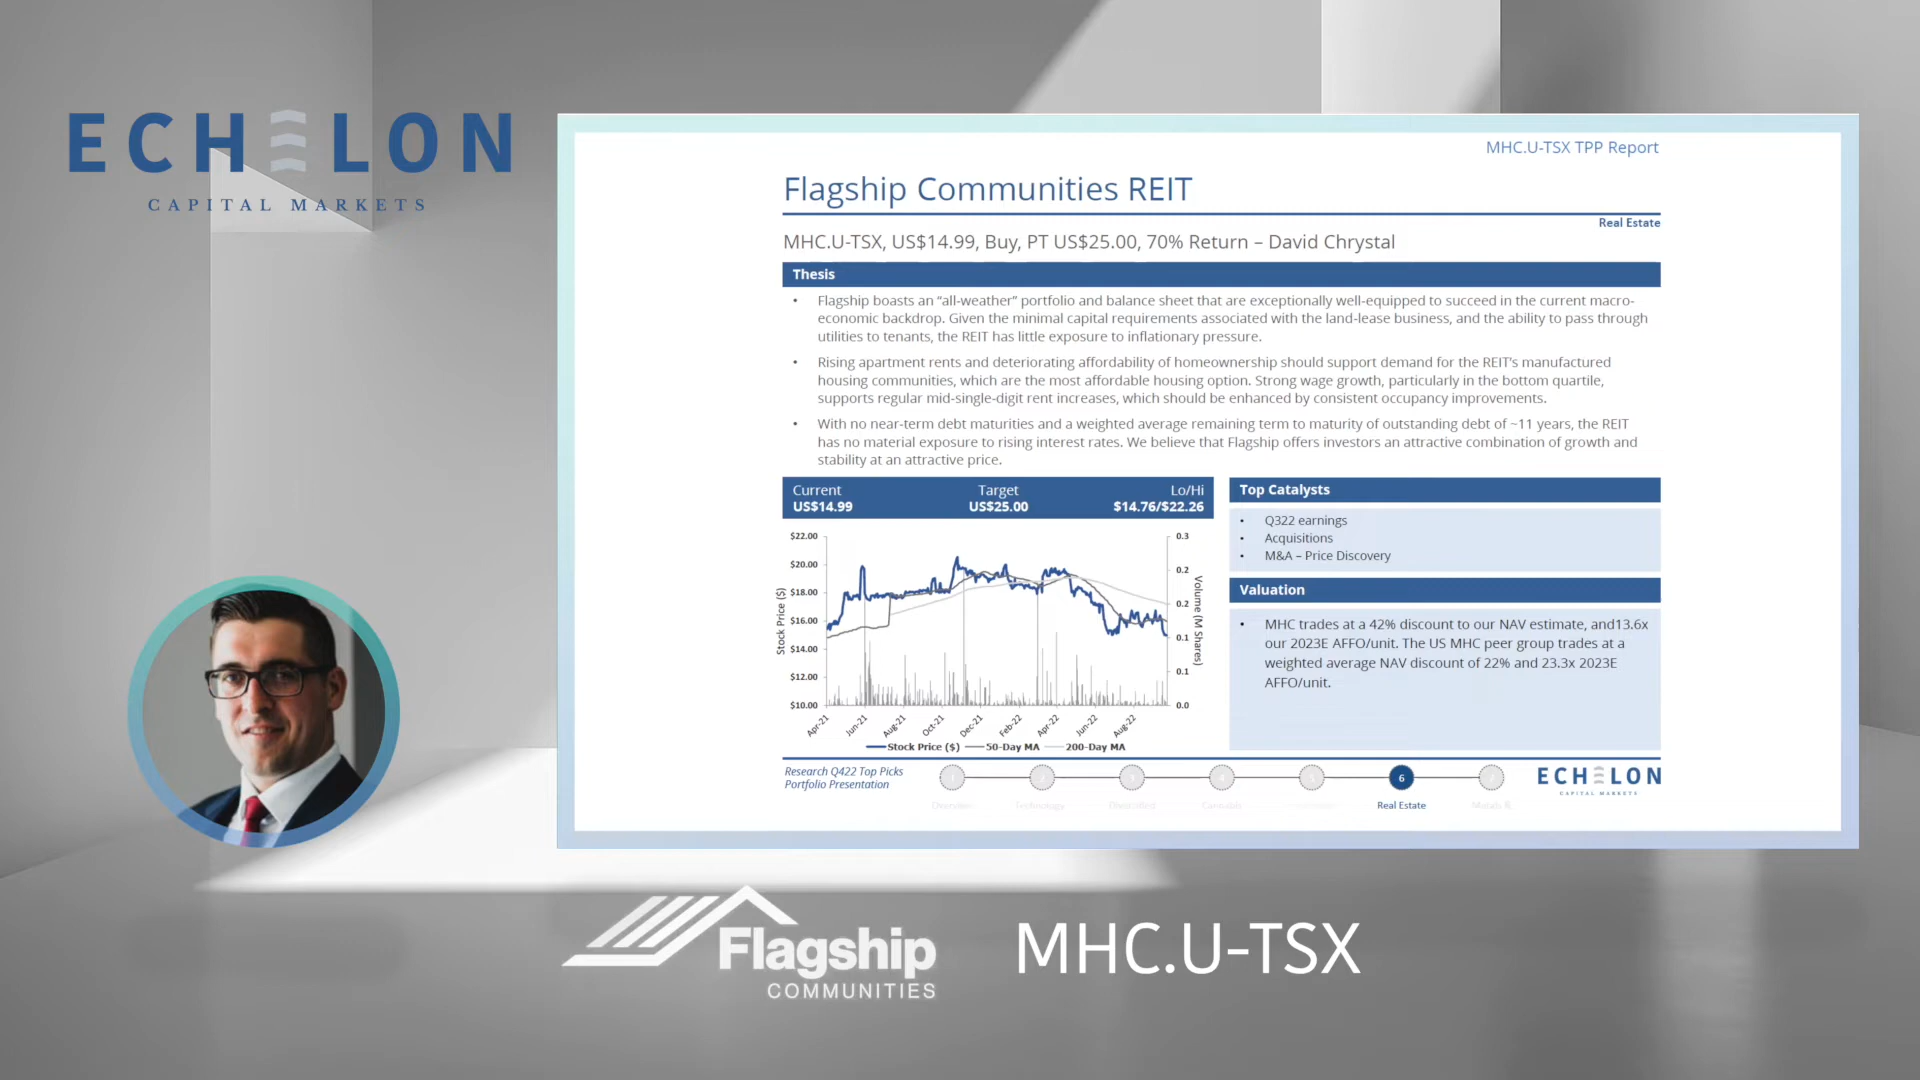 ECHELON
CAPITAL MARKETS
MHC.U-TSX TPP Report
Flagship Communities REIT
Real Estate
MHC.U-TSX, US$14.99, Buy, PT US$25.00, 70% Return – David Chrystal
Thesis
• Flagship boasts an “all-weather” portfolio and balance sheet that are exceptionally well-equipped to succeed in the current macro-
economic backdrop. Given the minimal capital requirements associated with the land-lease business, and the ability to pass through
utilities to tenants, the REIT has little exposure to inflationary pressure.
• Rising apartment rents and deteriorating affordability of homeownership should support demand for the REIT’s manufactured
housing communities, which are the most affordable housing option. Strong wage growth, particularly in the bottom quartile,
supports regular mid-single-digit rent increases, which should be enhanced by consistent occupancy improvements.
• With no near-term debt maturities and a weighted average remaining term to maturity of outstanding debt of ~11 years, the REIT
has no material exposure to rising interest rates. We believe that Flagship offers investors an attractive combination of growth and
stability at an attractive price.
Current Target Lo/Hi
US$14.99 US$25.00 $14.76/$22.26
$22.00 0.3
$20.00 0.2
$18.00 0.2
$16.00 0.1
$14.00 0.1
$12.00 0.1
$10.00 0.0
Stock Price ($)
Volume (M Shares)
Apr-21 Jun-21 Aug-21 Oct-21 Dec-21 Feb-22 Apr-22 Jun-22 Aug-22
Stock Price ($) 50-Day MA 200-Day MA
Top Catalysts
• Q322 earnings
• Acquisitions
• M&A – Price Discovery
Valuation
• MHC trades at a 42% discount to our NAV estimate, and13.6x
our 2023E AFFO/unit. The US MHC peer group trades at a
weighted average NAV discount of 22% and 23.3x 2023E
AFFO/unit.
Research Q422 Top Picks
Portfolio Presentation
1 2 3 4 5 6 7
Overview Technology Diversified Cannabis Real Estate Metals &
ECHELON
CAPITAL MARKETS
Flagship
COMMUNITIES
MHC.U-TSX